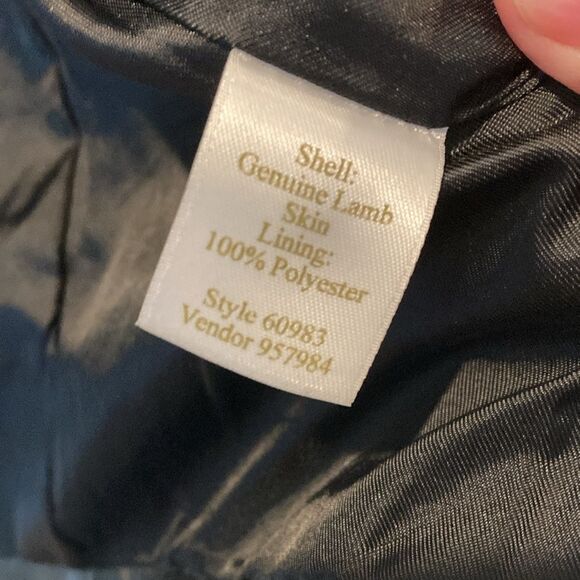 Shell:
Genuine Lamb
Skin
Lining:
100% Polyester
Style 60983
Vendor 957984